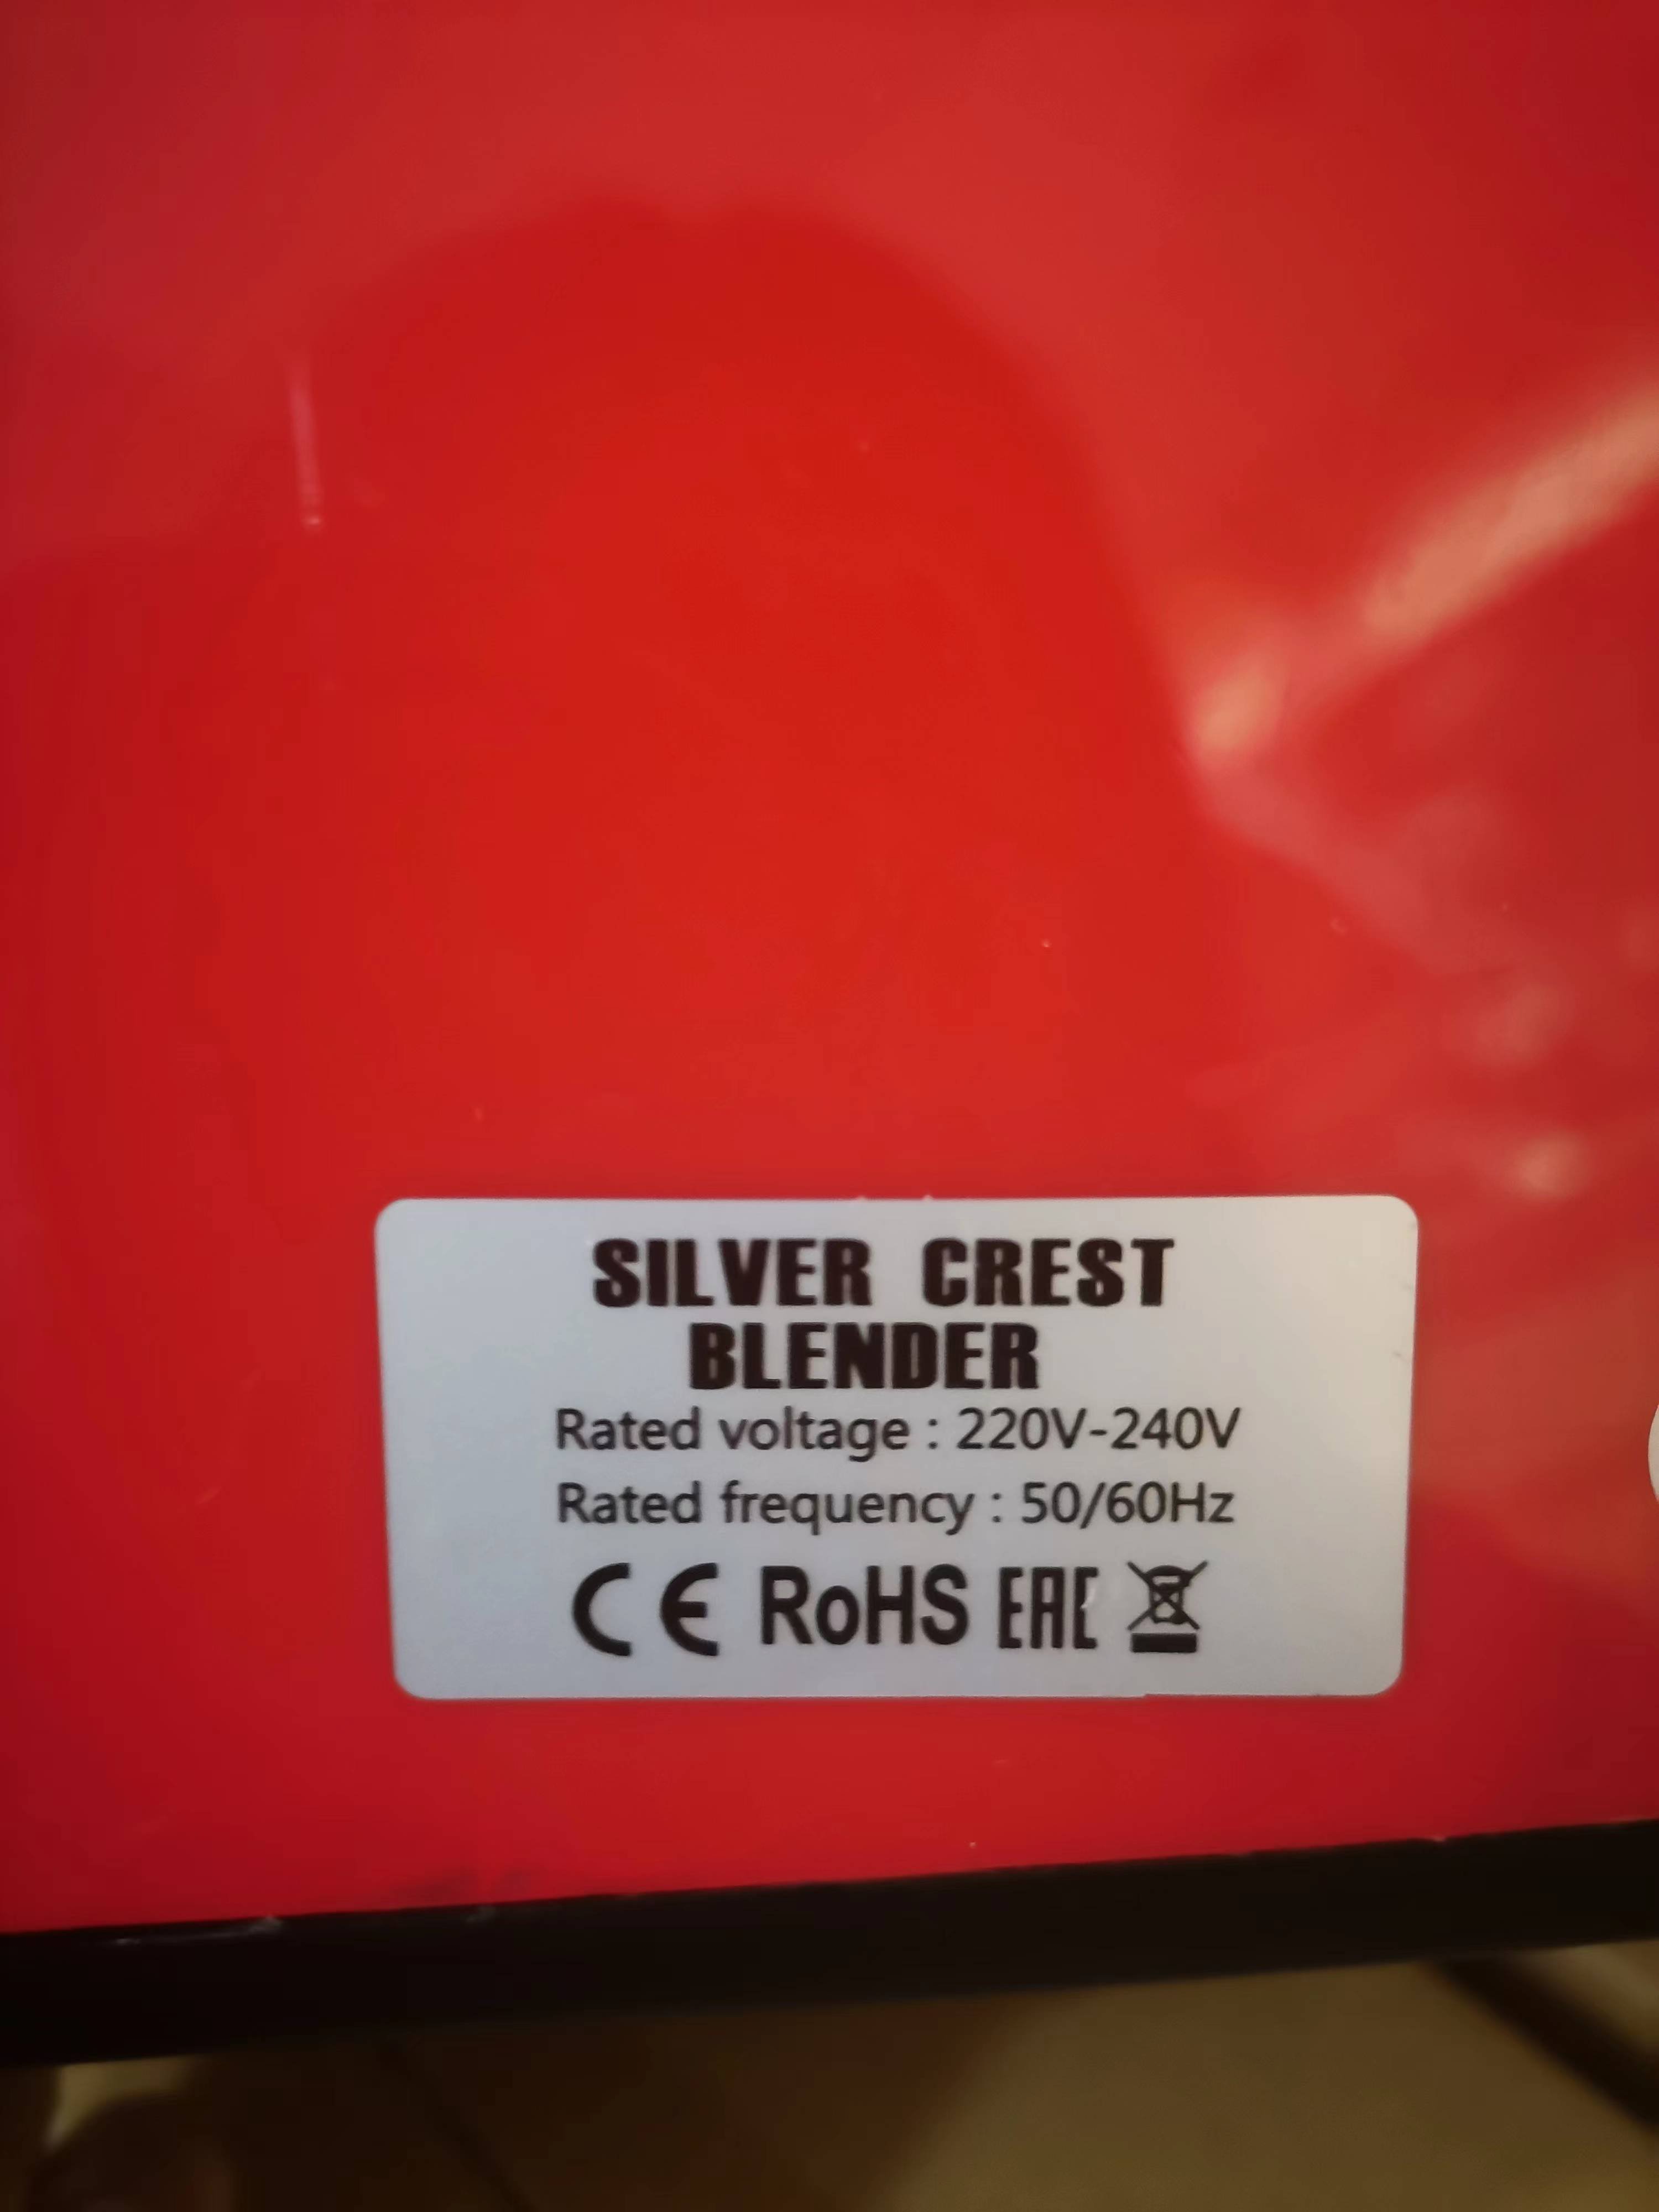 SILVER CREST
BLENDER
Rated voltage : 220V-240V
Rated frequency : 50/60Hz
CE RoHS EAC